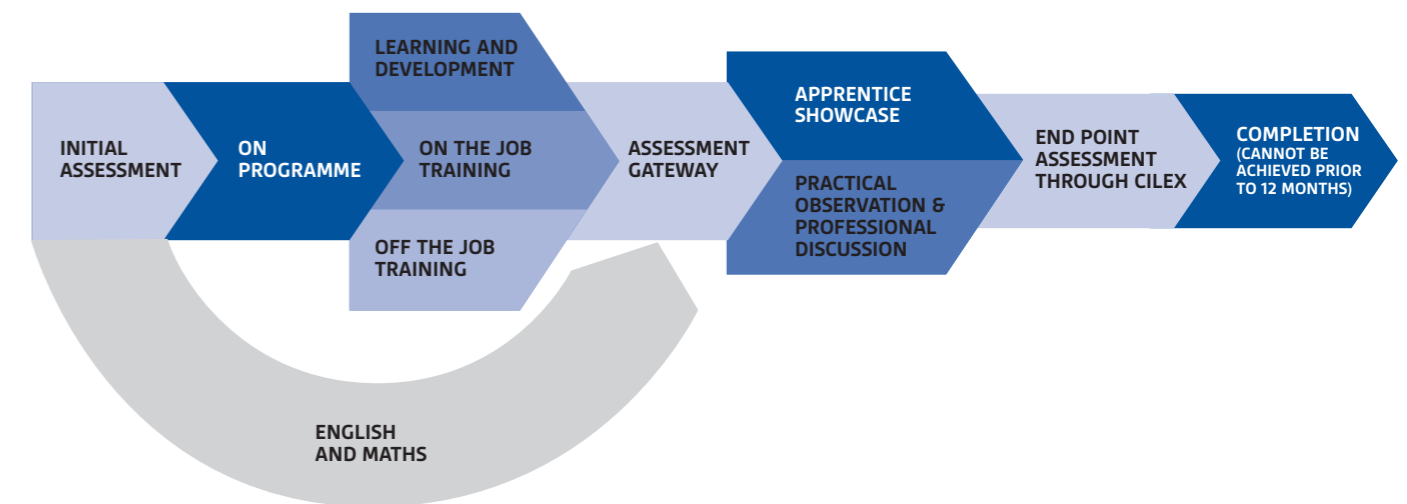 INITIAL
ASSESSMENT
ON
PROGRAMME
LEARNING AND
DEVELOPMENT
ON THE JOB
TRAINING
OFF THE JOB
TRAINING
ASSESSMENT
GATEWAY
APPRENTICE
SHOWCASE
PRACTICAL
OBSERVATION &
PROFESSIONAL
DISCUSSION
END POINT
ASSESSMENT
THROUGH CILEX
COMPLETION
(CANNOT BE
ACHIEVED PRIOR
TO 12 MONTHS)
ENGLISH
AND MATHS